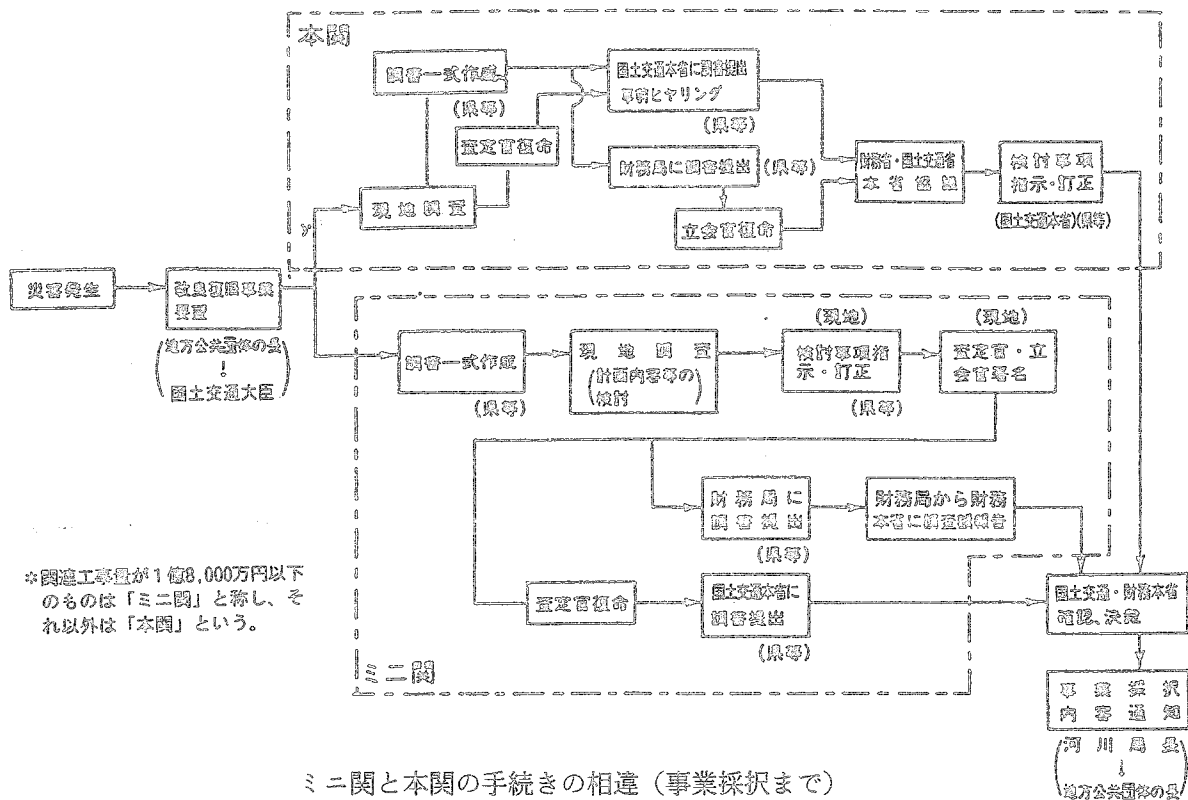 本関
調書一式作成
(県等)
国土交通本省に調書提出
事前ヒヤリング
(県等)
査定官復命
財務局に調書提出
(県等)
現地調査
立会官復命
財務省・国土交通省
本省協議
検討事項
指示・訂正
(国土交通本省)(県等)
災害発生
改良復旧事業
要望
(地方公共団体の長
↓
国土交通大臣)
調書一式作成
(県等)
現地調査
(計画内容等の
検討)
(現地)
検討事項指
示・訂正
(県等)
(現地)
査定官・立
会官署名
財務局に
調書提出
(県等)
財務局から財務
本省に調査額報告
査定官復命
国土交通本省に
調書提出
(県等)
国土交通・財務本省
確認、決定
ミニ関
事業採択
内容通知
(河川局長
↓
地方公共団体の長)
*関連工事費が1億8,000万円以下
のものは「ミニ関」と称し、そ
れ以外は「本関」という。
ミニ関と本関の手続きの相違(事業採択まで)